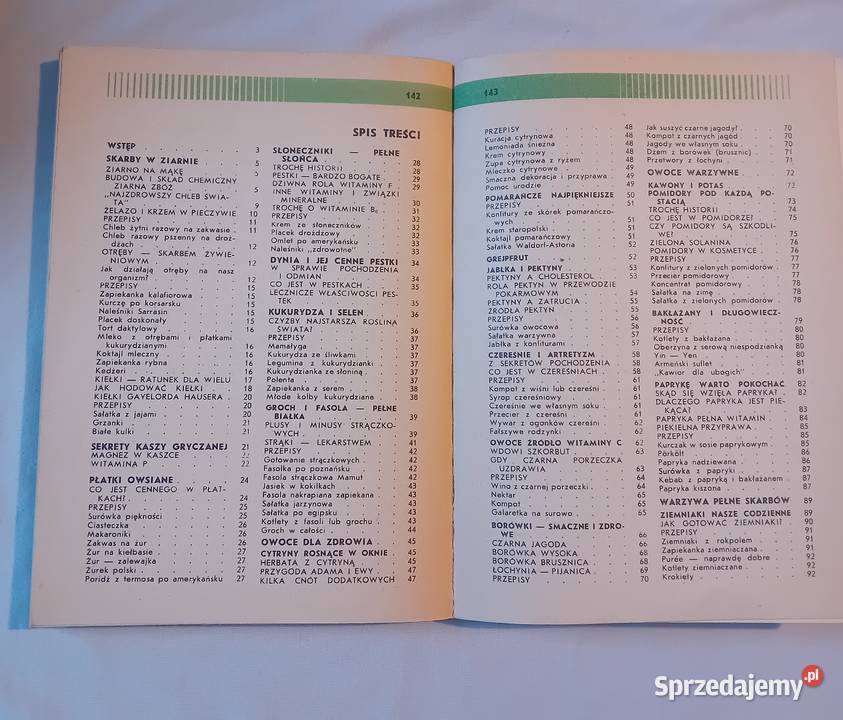 142
SPIS TREŚCI
WSTĘP 3
SKARBY W ZIARNIE 5
ZIARNO NA MĄKĘ 5
BUDOWA I SKŁAD CHEMICZNY
ZIARNA ZBÓŻ 5
„NAJZDROWSZY CHLEB ŚWIA-
TA" 9
ŻELAZO I KRZEM W PIECZYWIE 10
PRZEPISY 11
Chleb żytni razowy na zakwasie 11
Chleb razowy pszenny na droż-
dżach 12
OTRĘBY — SKARBEM ŻYWIE-
NIOWYM 12
Jak działają otręby na nasz
organizm? 12
PRZEPISY 15
Zapiekanka kalafiorowa 15
Kurczę po korsarsku 15
Naleśniki Sarrasin 15
Placek doskonały 15
Tort daktylowy 16
Mleko z otrębami i płatkami
kukurydzianymi 16
Koktajl mleczny 16
Zapiekanka rybna 16
Kedżeri 16
KIEŁKI — RATUNEK DLA WIELU 17
JAK HODOWAĆ KIEŁKI 18
KIEŁKI GAYELORDA HAUSERA 20
PRZEPISY 20
Sałatka z jajami 21
Grzanki 21
Białe kulki 21
SEKRETY KASZY GRYCZANEJ 21
MAGNEZ W KASZCE 22
WITAMINA P 22
PŁATKI OWSIANE 24
CO JEST CENNEGO W PŁAT-
KACH? 24
PRZEPISY 25
Surówka piękności 25
Ciasteczka 26
Makaroniki 26
Zakwas na żur 27
Żur na kiełbasie 27
Żur — zalewajka 27
Żurek polski 27
Poridż z termosa po amerykańsku 27
SŁONECZNIKI — PEŁNE
SŁOŃCA 28
TROCHĘ HISTORII 28
PESTKI — BARDZO BOGATE 29
DZIWNA ROLA WITAMINY F 29
INNE WITAMINY I ZWIĄZKI
MINERALNE 30
TROCHĘ O WITAMINIE B₆ 31
PRZEPISY 31
Krem ze słoneczników 32
Placek drożdżowy 32
Omlet po amerykańsku 33
Naleśniki „zdrowotne" 33
DYNIA I JEJ CENNE PESTKI 34
W SPRAWIE POCHODZENIA
I ODMIAN 34
CO JEST W PESTKACH 35
LECZNICZE WŁAŚCIWOŚCI PES-
TEK 35
KUKURYDZA I SELEN 36
CZYŻBY NAJSTARSZA ROŚLINA
ŚWIATA? 36
PRZEPISY 37
Mamałyga 37
Kukurydza ze śliwkami 37
Legumina z kukurydzianki 37
Kukurydzianka ze słoniną 37
Polenta 37
Zapiekanka z serem 38
Młode kolby kukurydziane 38
GROCH I FASOLA — PEŁNE
BIAŁKA 39
PLUSY I MINUSY STRĄCZKO-
WYCH 39
STRĄKI — LEKARSTWEM 41
PRZEPISY 42
Gotowanie strączkowych 42
Fasolka po poznańsku 42
Fasola strączkowa Mamut 42
Jasiek w kokilkach 43
Fasola nakrapiana zapiekana 43
Sałatka jarzynowa 43
Sałatka po egipsku 43
Kotlety z fasoli lub grochu 43
Groch w całości 44
OWOCE DLA ZDROWIA 45
CYTRYNY ROSNĄCE W OKNIE 45
HERBATA Z CYTRYNĄ 45
PRZYGODA ADAMA I EWY 47
KILKA CNÓT DODATKOWYCH 47
143
PRZEPISY 48
Kuracja cytrynowa 48
Lemoniada śnieżna 48
Krem cytrynowy 48
Zupa cytrynowa z ryżem 48
Mleczko cytrynowe 49
Smaczna dekoracja i przyprawa 49
Pomoc urodzie 49
POMARAŃCZE NAJPIĘKNIEJSZE 50
PRZEPISY 51
Konfitury ze skórek pomarańczo-
wych 51
Krem staropolski 51
Koktajl pomarańczowy 51
Sałatka Waldorf-Astoria 52
GREJPFRUT 52
JABŁKA I PEKTYNY 53
PEKTYNY A CHOLESTEROL 53
ROLA PEKTYN W PRZEWODZIE
POKARMOWYM 54
PEKTYNY A ZATRUCIA 55
ŹRÓDŁA PEKTYN 55
PRZEPISY 56
Surówka owocowa 56
Sałatka warzywna 56
Jabłka z konfiturami 57
CZEREŚNIE I ARTRETYZM 58
Z SEKRETÓW POCHODZENIA 58
CO JEST W CZEREŚNIACH 58
PRZEPISY 61
Kompot z wiśni lub czereśni 61
Syrop czereśniowy 61
Czereśnie we własnym soku 61
Przecier z czereśni 61
Wywar z ogonków czereśni 62
Fałszywe rodzynki 62
OWOCE ŹRÓDŁO WITAMINY C 62
WDOWI SZKORBUT 63
GDY CZARNA PORZECZKA
UZDRAWIA 63
PRZEPISY 64
Wino z czarnej porzeczki 64
Nektar 65
Kompot 65
Galaretka na surowo 65
BORÓWKI — SMACZNE I ZDRO-
WE 66
CZARNA JAGODA 66
BORÓWKA WYSOKA 68
BORÓWKA BRUSZNICA 68
ŁOCHYNIA — PIJANICA 69
PRZEPISY 70
Jak suszyć czarne jagody? 70
Kompot z czarnych jagód 70
Jagody we własnym soku 70
Dżem z borówek (brusznic) 71
Przetwory z łochyni 71
OWOCE WARZYWNE 72
KAWONY I POTAS 72
POMIDORY POD KAŻDĄ PO-
STACIĄ 73
TROCHĘ HISTORII 74
CO JEST W POMIDORZE? 75
CZY POMIDORY SĄ SZKODLI-
WE? 75
ZIELONA SOLANINA 76
POMIDORY W KOSMETYCE 76
PRZEPISY 77
Konfitury z zielonych pomidorów 77
Przecier pomidorowy 77
Koncentrat pomidorowy 78
Sałatka na zimę 78
Sałatka z zielonych pomidorów 78
BAKŁAŻANY I DŁUGOWIECZ-
NOŚĆ 79
PRZEPISY 80
Kotlety z bakłażana 80
Oberżyna z serową niespodzianką 80
Yin — Yen 81
Armeński suflet 81
„Kawior dla ubogich" 81
PAPRYKĘ WARTO POKOCHAĆ 82
SKĄD SIĘ WZIĘŁA PAPRYKA? 82
DLACZEGO PAPRYKA JEST PIE-
KĄCA? 83
PAPRYKA PEŁNA WITAMIN 84
PIEKIELNA PRZYPRAWA 85
PRZEPISY 85
Kurczak w sosie paprykowym 85
Pörkölt 86
Papryka nadziewana 86
Surówka z papryki 87
Kebab z papryką i bakłażanem 87
Papryka kiszona 87
WARZYWA PEŁNE SKARBÓW 89
ZIEMNIAKI NASZE CODZIENNE 89
JAK GOTOWAĆ ZIEMNIAKI? 90
PRZEPISY 91
Ziemniaki z rokpolem 91
Zapiekanka ziemniaczana 91
Purée — naprawdę dobre 92
Kotlety ziemniaczane 92
Krokiety 92
Sprzedajemy.pl